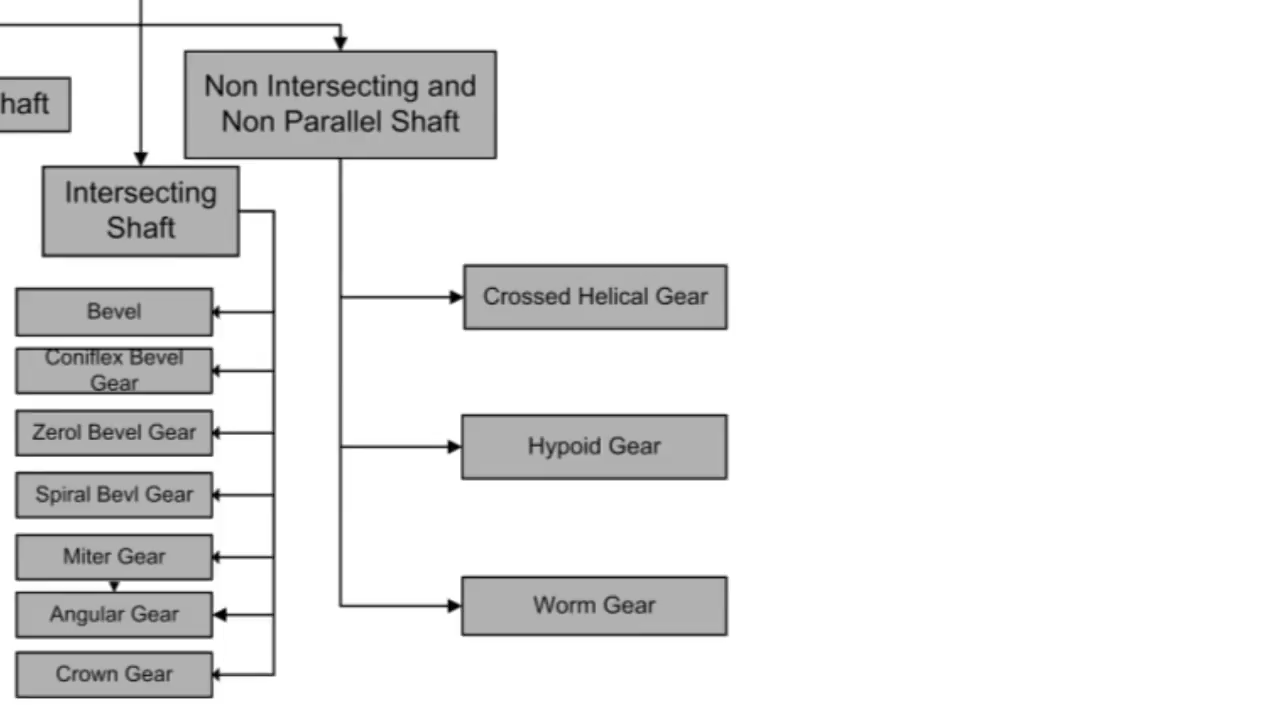 Non Intersecting and
Non Parallel Shaft
haft
Intersecting
Shaft
Bevel
Coniflex Bevel
Gear
Zerol Bevel Gear
Spiral Bevl Gear
Miter Gear
Angular Gear
Crown Gear
Crossed Helical Gear
Hypoid Gear
Worm Gear